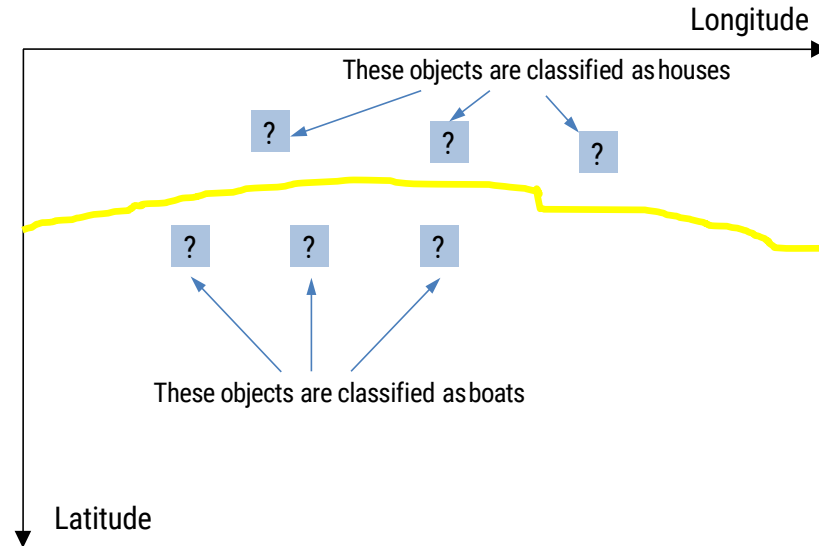 Longitude
These objects are classified as houses
?
?
?
?
?
?
These objects are classified as boats
Latitude